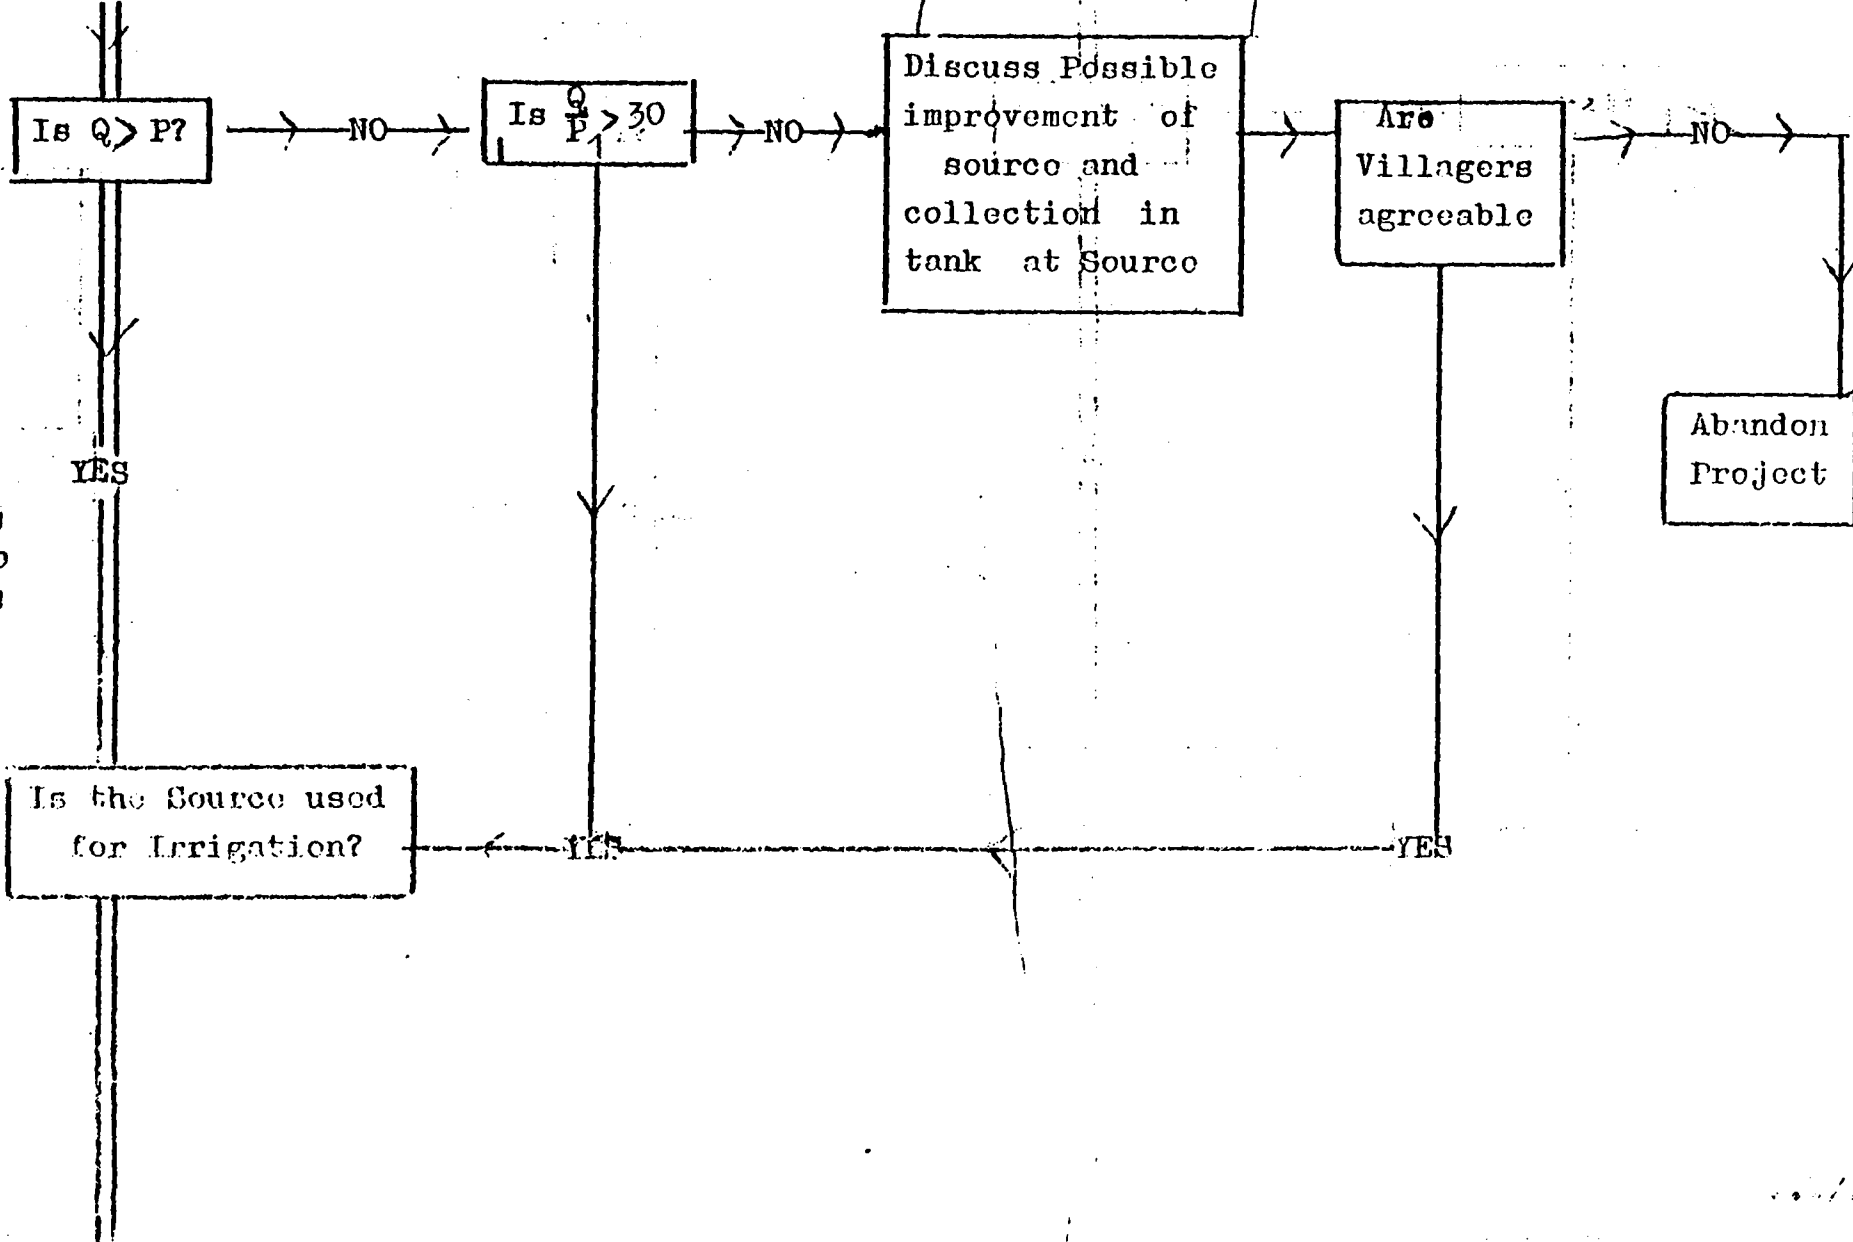 Is Q > P?
NO
Is Q/P > 30
NO
Discuss Possible
improvement of
source and
collection in
tank at Source
Are
Villagers
agreeable
NO
Abandon
Project
YES
Is the Source used
for Irrigation?
YES
YES